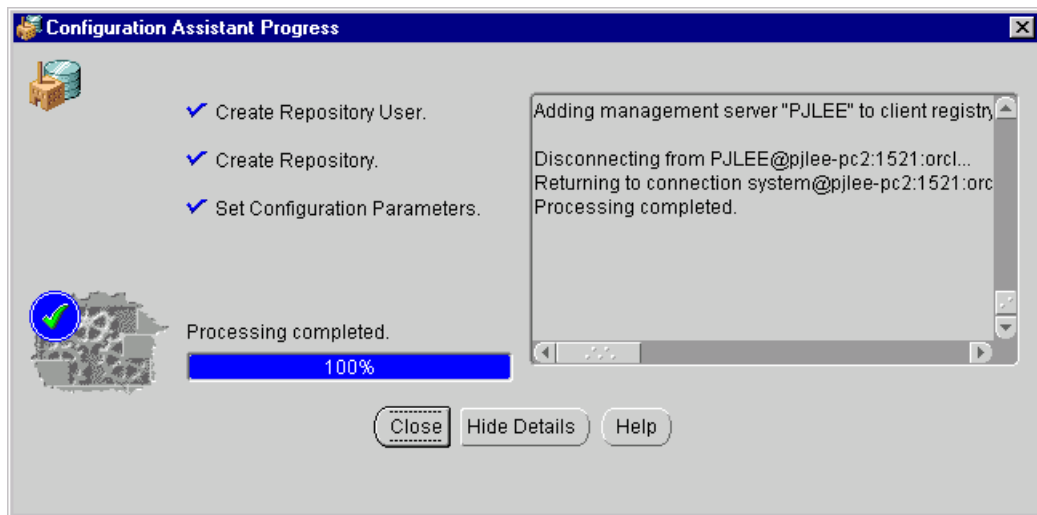 Configuration Assistant Progress
Create Repository User.
Create Repository.
Set Configuration Parameters.
Adding management server "PJLEE" to client registry
Disconnecting from PJLEE@pjlee-pc2:1521:orcl...
Returning to connection system@pjlee-pc2:1521:orc
Processing completed.
Processing completed.
100%
Close
Hide Details
Help